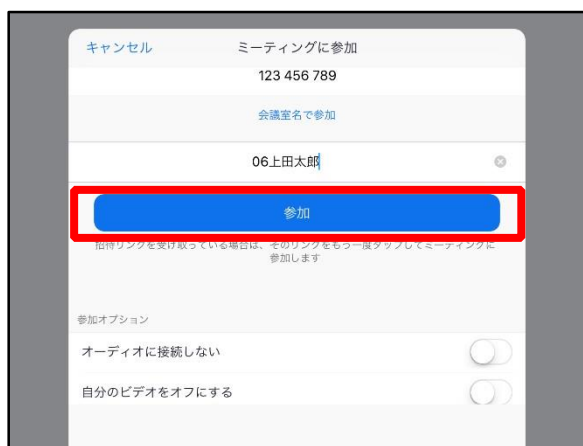 キャンセル ミーティングに参加
123 456 789
会議室名で参加
06上田太郎
参加
招待リンクを受け取っている場合は、そのリンクをもう一度タップしてミーティングに
参加します
参加オプション
オーディオに接続しない
自分のビデオをオフにする